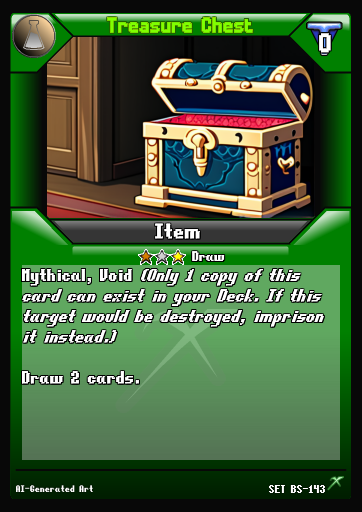 Treasure Chest
0
Item
Draw
Mythical, Void (Only 1 copy of this
card can exist in your Deck. If this
target would be destroyed, imprison
it instead.)
Draw 2 cards.
AI-Generated Art
SET BS-143